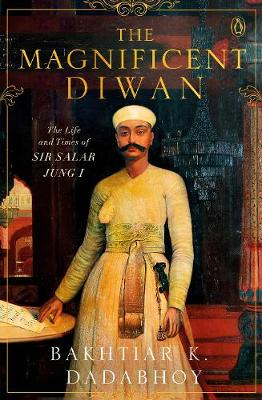 THE
MAGNIFICENT
DIWAN
The Life
and Times of
SIR SALAR
JUNG I
BAKHTIAR K.
DADABHOY